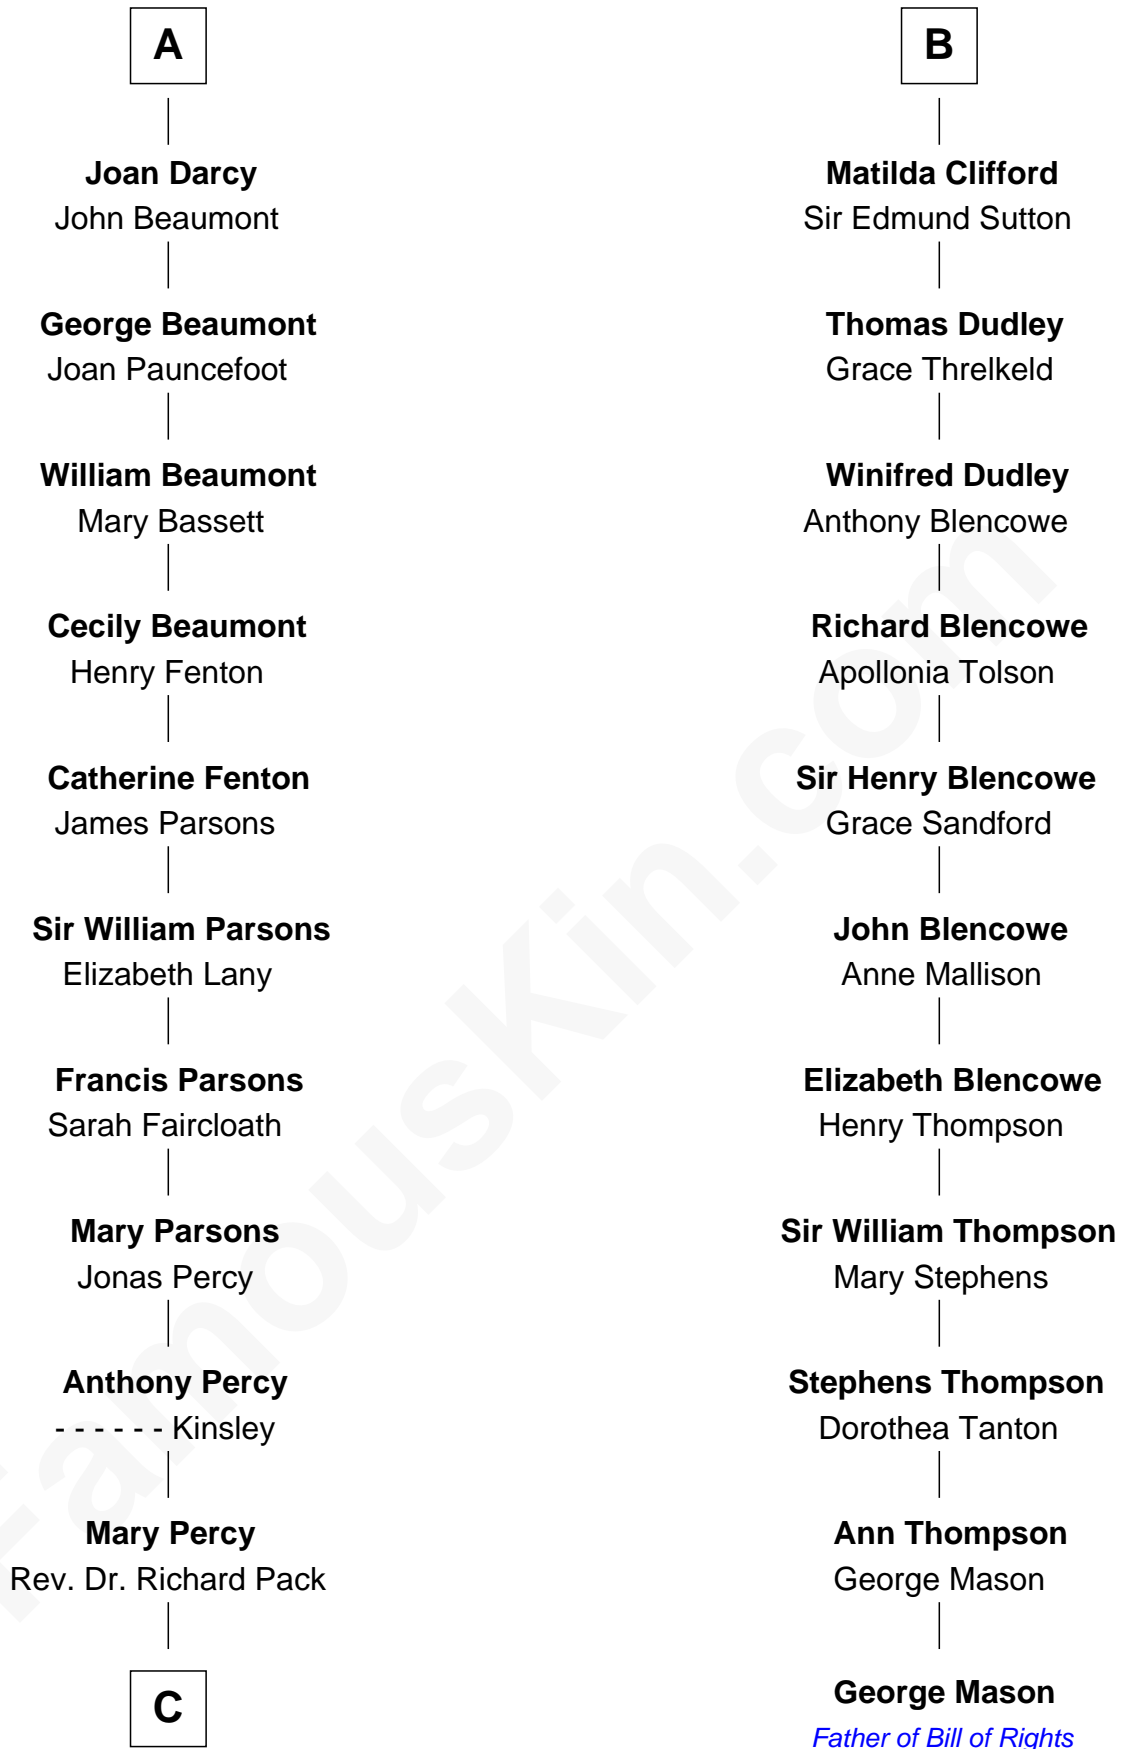 A
Joan Darcy
John Beaumont
George Beaumont
Joan Pauncefoot
William Beaumont
Mary Bassett
Cecily Beaumont
Henry Fenton
Catherine Fenton
James Parsons
Sir William Parsons
Elizabeth Lany
Francis Parsons
Sarah Faircloath
Mary Parsons
Jonas Percy
Anthony Percy
- - - - - - Kinsley
Mary Percy
Rev. Dr. Richard Pack
C
B
Matilda Clifford
Sir Edmund Sutton
Thomas Dudley
Grace Threlkeld
Winifred Dudley
Anthony Blencowe
Richard Blencowe
Apollonia Tolson
Sir Henry Blencowe
Grace Sandford
John Blencowe
Anne Mallison
Elizabeth Blencowe
Henry Thompson
Sir William Thompson
Mary Stephens
Stephens Thompson
Dorothea Tanton
Ann Thompson
George Mason
George Mason
Father of Bill of Rights
FamousKin.com